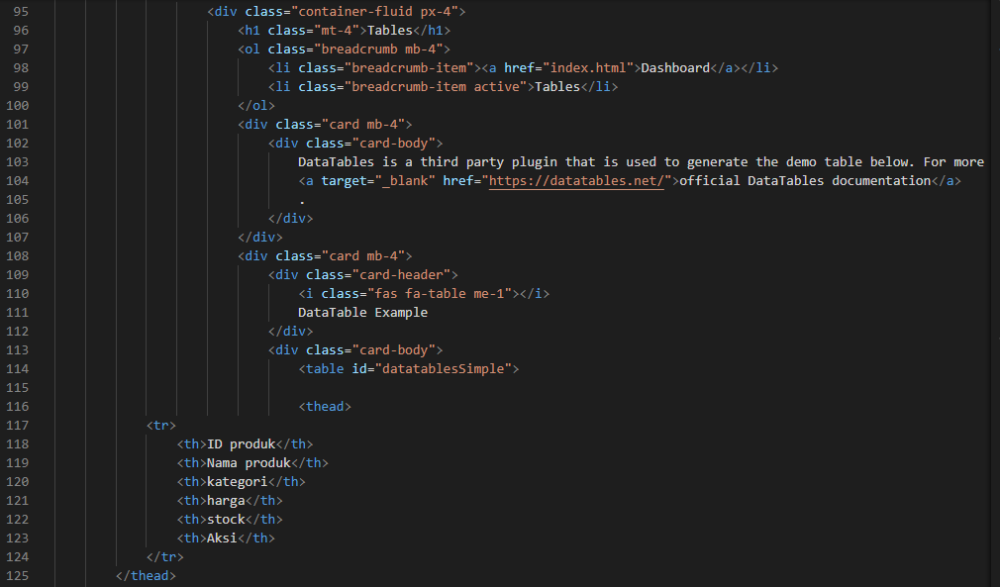 95 <div class="container-fluid px-4">
96 <h1 class="mt-4">Tables</h1>
97 <ol class="breadcrumb mb-4">
98 <li class="breadcrumb-item"><a href="index.html">Dashboard</a></li>
99 <li class="breadcrumb-item active">Tables</li>
100 </ol>
101 <div class="card mb-4">
102 <div class="card-body">
103 DataTables is a third party plugin that is used to generate the demo table below. For more
104 <a target="_blank" href="https://datatables.net/">official DataTables documentation</a>
105 .
106 </div>
107 </div>
108 <div class="card mb-4">
109 <div class="card-header">
110 <i class="fas fa-table me-1"></i>
111 DataTable Example
112 </div>
113 <div class="card-body">
114 <table id="datatablesSimple">
115
116 <thead>
117 <tr>
118 <th>ID produk</th>
119 <th>Nama produk</th>
120 <th>kategori</th>
121 <th>harga</th>
122 <th>stock</th>
123 <th>Aksi</th>
124 </tr>
125 </thead>